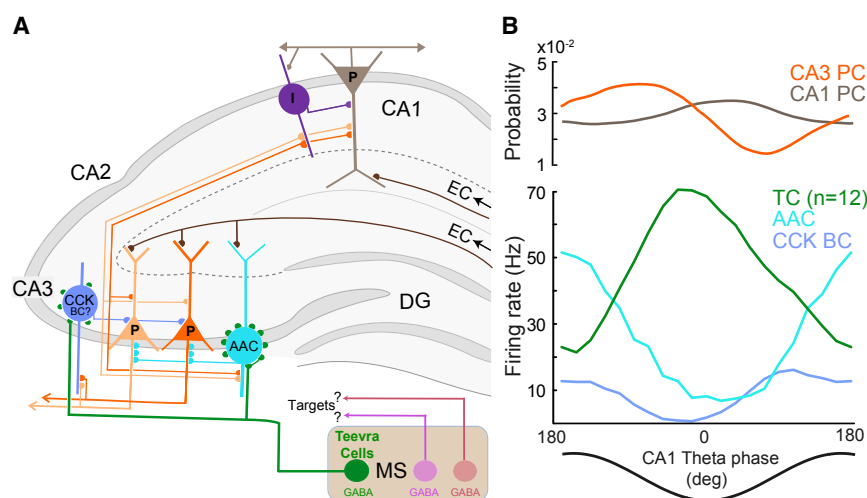 A
P
I
CA1
CA2
EC
EC
CA3
CCK
BC?
DG
P
P
AAC
Targets
?
?
Teevra
Cells
MS
GABA
GABA
GABA
B
x10-2
5
3
1
Probability
CA3 PC
CA1 PC
70
50
30
10
Firing rate (Hz)
TC (n=12)
AAC
CCK BC
180
0
180
CA1 Theta phase
(deg)